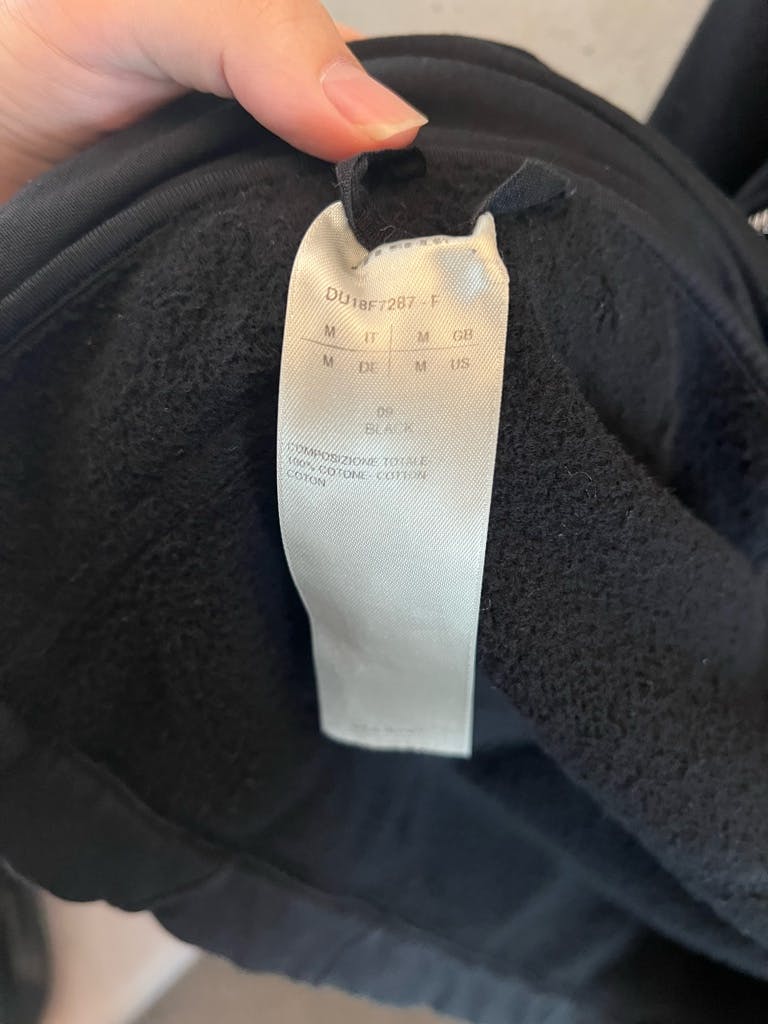 DU18F7287 - F
M IT M GB
M DE M US
09
BLACK
COMPOSIZIONE TOTALE
100% COTONE- COTTON
COTON